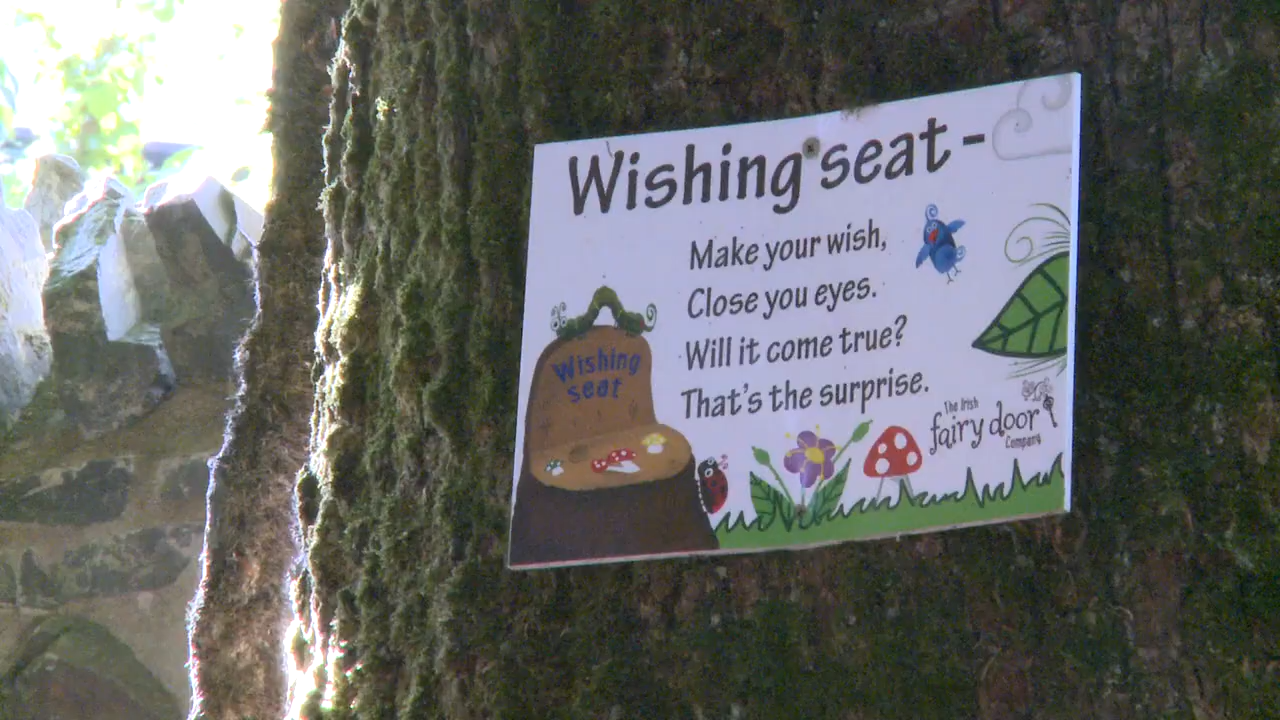 Wishing seat -
Make your wish,
Close you eyes.
Will it come true?
That's the surprise.
Wishing
seat
The Irish
fairy door
Company